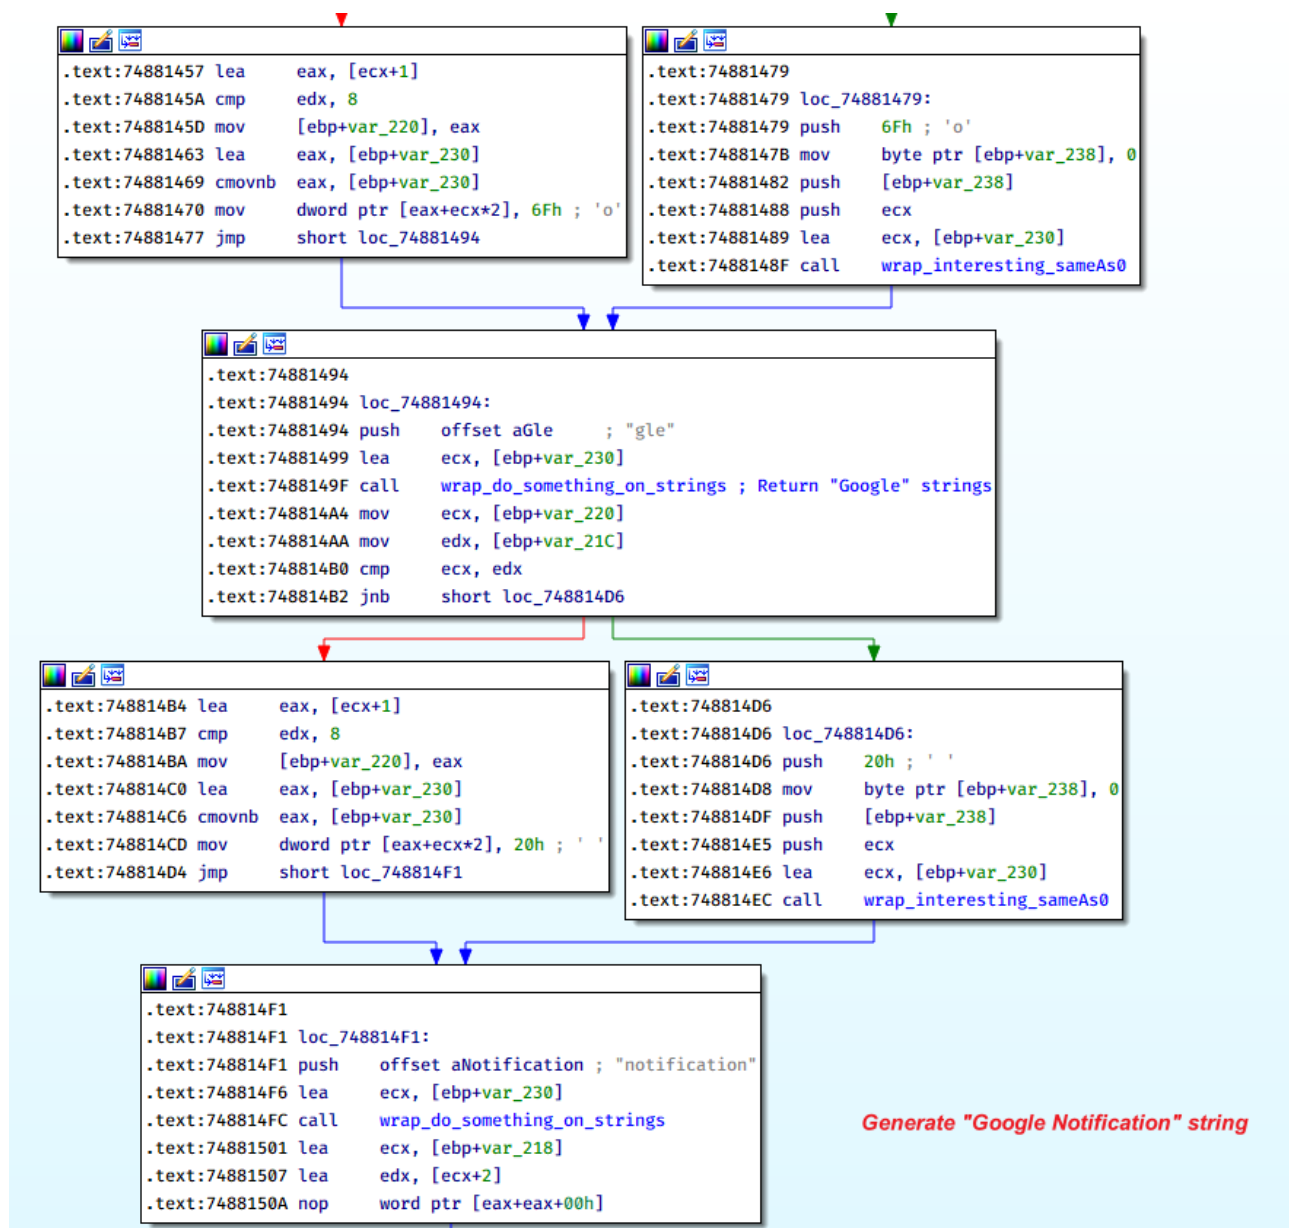 .text:74881457 lea eax, [ecx+1]
.text:7488145A cmp edx, 8
.text:7488145D mov [ebp+var_220], eax
.text:74881463 lea eax, [ebp+var_230]
.text:74881469 cmovnb eax, [ebp+var_230]
.text:74881470 mov dword ptr [eax+ecx*2], 6Fh ; 'o'
.text:74881477 jmp short loc_74881494
.text:74881479
.text:74881479 loc_74881479:
.text:74881479 push 6Fh ; 'o'
.text:7488147B mov byte ptr [ebp+var_238], 0
.text:74881482 push [ebp+var_238]
.text:74881488 push ecx
.text:74881489 lea ecx, [ebp+var_230]
.text:7488148F call wrap_interesting_sameAs0
.text:74881494
.text:74881494 loc_74881494:
.text:74881494 push offset aGle ; "gle"
.text:74881499 lea ecx, [ebp+var_230]
.text:7488149F call wrap_do_something_on_strings ; Return "Google" strings
.text:748814A4 mov ecx, [ebp+var_220]
.text:748814AA mov edx, [ebp+var_21C]
.text:748814B0 cmp ecx, edx
.text:748814B2 jnb short loc_748814D6
.text:748814B4 lea eax, [ecx+1]
.text:748814B7 cmp edx, 8
.text:748814BA mov [ebp+var_220], eax
.text:748814C0 lea eax, [ebp+var_230]
.text:748814C6 cmovnb eax, [ebp+var_230]
.text:748814CD mov dword ptr [eax+ecx*2], 20h ; ' '
.text:748814D4 jmp short loc_748814F1
.text:748814D6
.text:748814D6 loc_748814D6:
.text:748814D6 push 20h ; ' '
.text:748814D8 mov byte ptr [ebp+var_238], 0
.text:748814DF push [ebp+var_238]
.text:748814E5 push ecx
.text:748814E6 lea ecx, [ebp+var_230]
.text:748814EC call wrap_interesting_sameAs0
.text:748814F1
.text:748814F1 loc_748814F1:
.text:748814F1 push offset aNotification ; "notification"
.text:748814F6 lea ecx, [ebp+var_230]
.text:748814FC call wrap_do_something_on_strings
.text:74881501 lea ecx, [ebp+var_218]
.text:74881507 lea edx, [ecx+2]
.text:7488150A nop word ptr [eax+eax+00h]
Generate "Google Notification" string